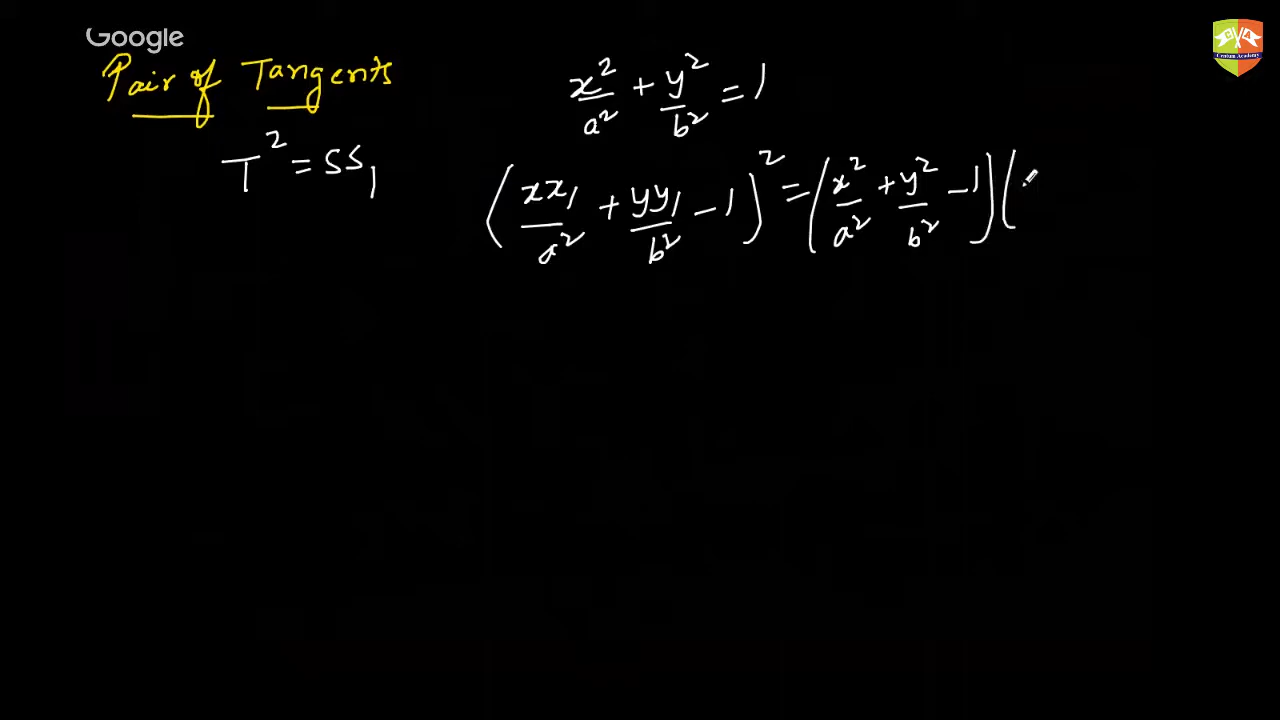 Google
Pair of Tangents
x²/a² + y²/b² = 1
T² = SS₁
(xx₁/a² + yy₁/b² - 1)² = (x²/a² + y²/b² - 1)(